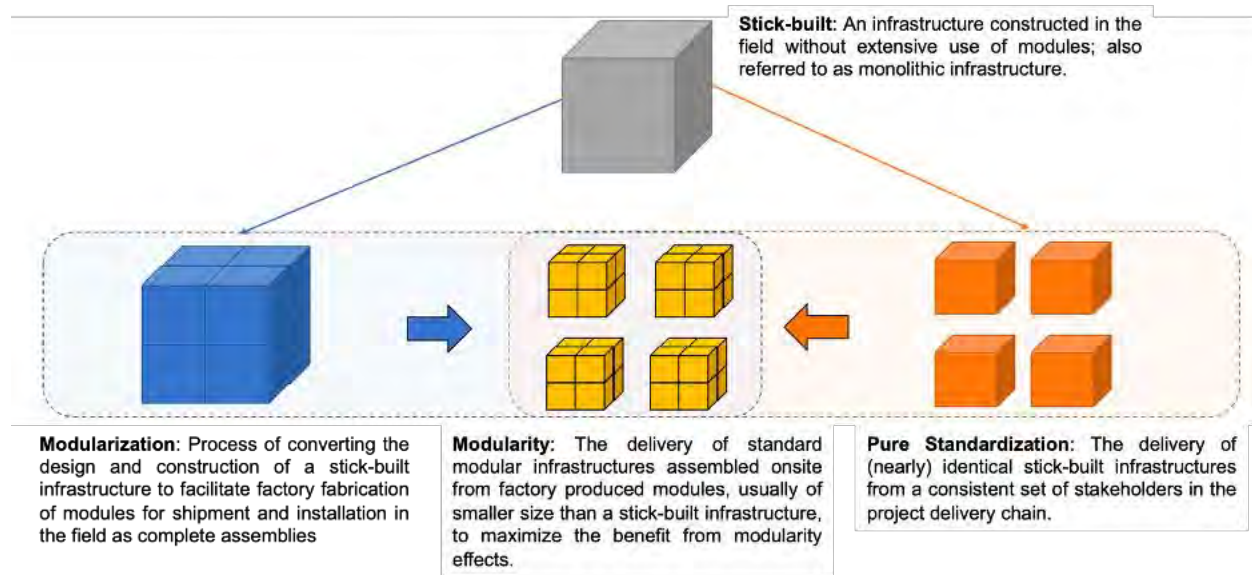 Stick-built: An infrastructure constructed in the
field without extensive use of modules; also
referred to as monolithic infrastructure.
Modularization: Process of converting the
design and construction of a stick-built
infrastructure to facilitate factory fabrication
of modules for shipment and installation in
the field as complete assemblies
Modularity: The delivery of standard
modular infrastructures assembled onsite
from factory produced modules, usually of
smaller size than a stick-built infrastructure,
to maximize the benefit from modularity
effects.
Pure Standardization: The delivery of
(nearly) identical stick-built infrastructures
from a consistent set of stakeholders in the
project delivery chain.